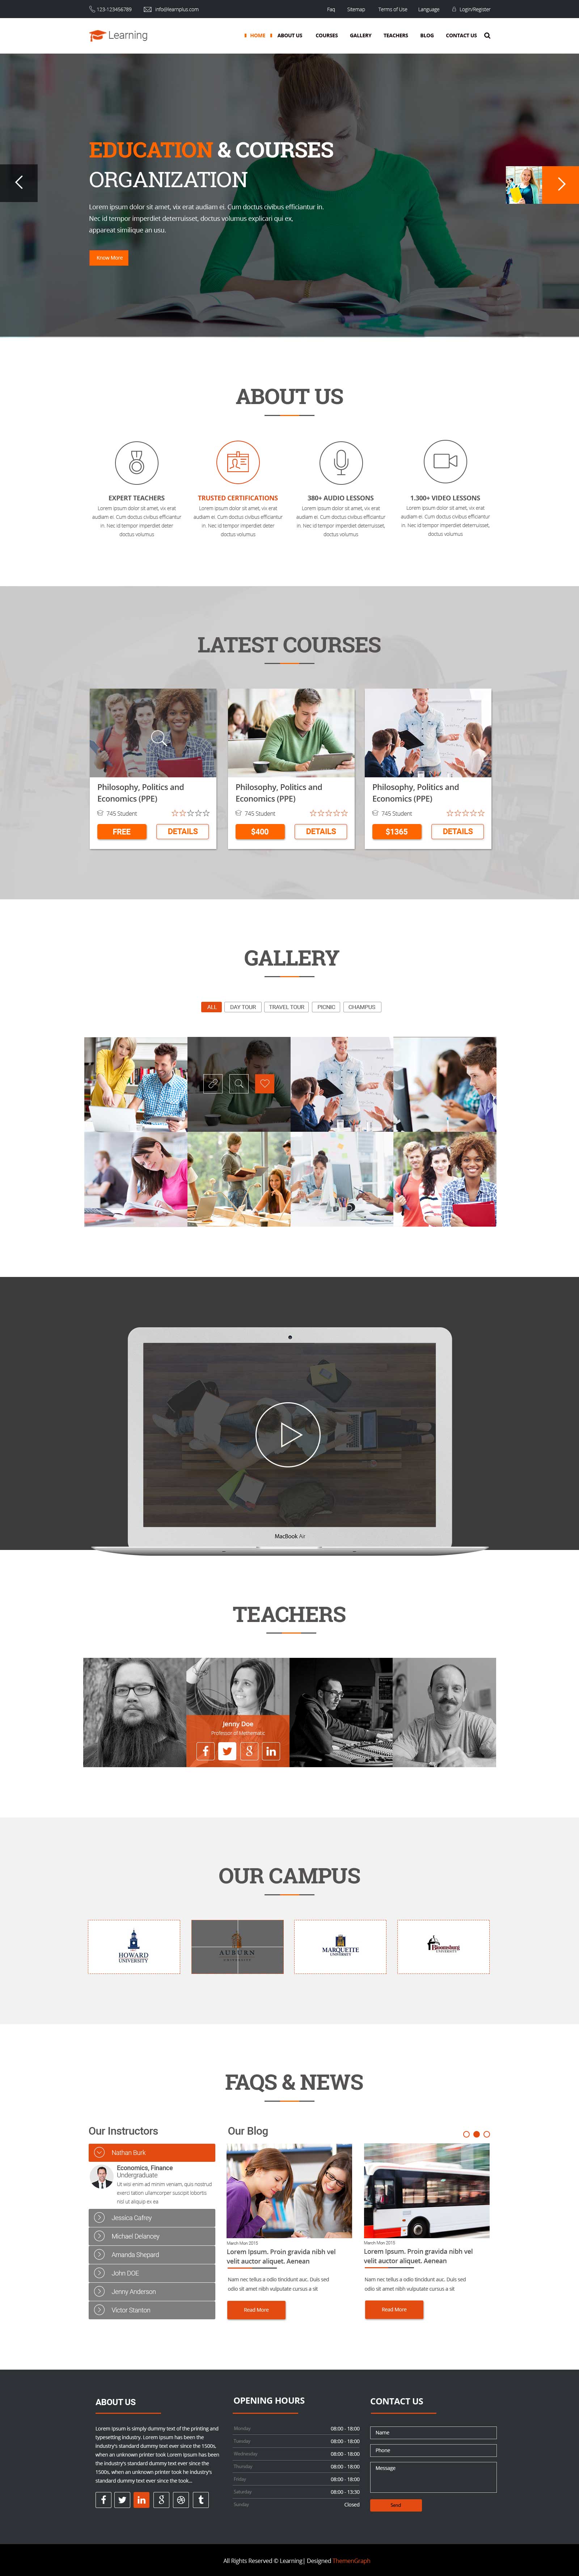 123-123456789 info@learnplus.com Faq Sitemap Terms of Use Language Login/Register
Learning HOME ABOUT US COURSES GALLERY TEACHERS BLOG CONTACT US
EDUCATION & COURSES
ORGANIZATION
Lorem ipsum dolor sit amet, vix erat audiam ei. Cum doctus civibus efficiantur in.
Nec id tempor imperdiet deterruisset, doctus volumus explicari qui ex,
appareat similique an usu.
Know More
ABOUT US
EXPERT TEACHERS
Lorem ipsum dolor sit amet, vix erat
audiam ei. Cum doctus civibus efficiantur
in. Nec id tempor imperdiet deter
doctus volumus
TRUSTED CERTIFICATIONS
Lorem ipsum dolor sit amet, vix erat
audiam ei. Cum doctus civibus efficiantur
in. Nec id tempor imperdiet deter
doctus volumus
380+ AUDIO LESSONS
Lorem ipsum dolor sit amet, vix erat
audiam ei. Cum doctus civibus efficiantur
in. Nec id tempor imperdiet deterruisset,
doctus volumus
1.300+ VIDEO LESSONS
Lorem ipsum dolor sit amet, vix erat
audiam ei. Cum doctus civibus efficiantur
in. Nec id tempor imperdiet deterruisset,
doctus volumus
LATEST COURSES
Philosophy, Politics and
Economics (PPE)
745 Student
FREE DETAILS
Philosophy, Politics and
Economics (PPE)
745 Student
$400 DETAILS
Philosophy, Politics and
Economics (PPE)
745 Student
$1365 DETAILS
GALLERY
ALL DAY TOUR TRAVEL TOUR PICNIC CHAMPUS
MacBook Air
TEACHERS
Jenny Doe
Profession of Mathematic
OUR CAMPUS
HOWARD
UNIVERSITY
AUBURN
UNIVERSITY
MARQUETTE
UNIVERSITY
Bloomsburg
UNIVERSITY
FAQS & NEWS
Our Instructors
Nathan Burk
Economics, Finance
Undergraduate
Ut wisi enim ad minim veniam, quis nostrud
exerci tation ullamcorper suscipit lobortis
nisl ut aliquip ex ea
Jessica Cafrey
Michael Delancey
Amanda Shepard
John DOE
Jenny Anderson
Victor Stanton
Our Blog
March Mon 2015
Lorem Ipsum. Proin gravida nibh vel
velit auctor aliquet. Aenean
Nam nec tellus a odio tincidunt auc. Duis sed
odio sit amet nibh vulputate cursus a sit
Read More
March Mon 2015
Lorem Ipsum. Proin gravida nibh vel
velit auctor aliquet. Aenean
Nam nec tellus a odio tincidunt auc. Duis sed
odio sit amet nibh vulputate cursus a sit
Read More
ABOUT US
Lorem Ipsum is simply dummy text of the printing and
typesetting industry. Lorem Ipsum has been the
industry's standard dummy text ever since the 1500s,
when an unknown printer took Lorem Ipsum has been
the industry's standard dummy text ever since the
1500s, when an unknown printer took he industry's
standard dummy text ever since the took...
OPENING HOURS
Monday 08:00 - 18:00
Tuesday 08:00 - 18:00
Wednesday 08:00 - 18:00
Thursday 08:00 - 18:00
Friday 08:00 - 18:00
Saturday 08:00 - 13:30
Sunday Closed
CONTACT US
Name
Phone
Message
Send
All Rights Reserved © Learning| Designed ThemenGraph